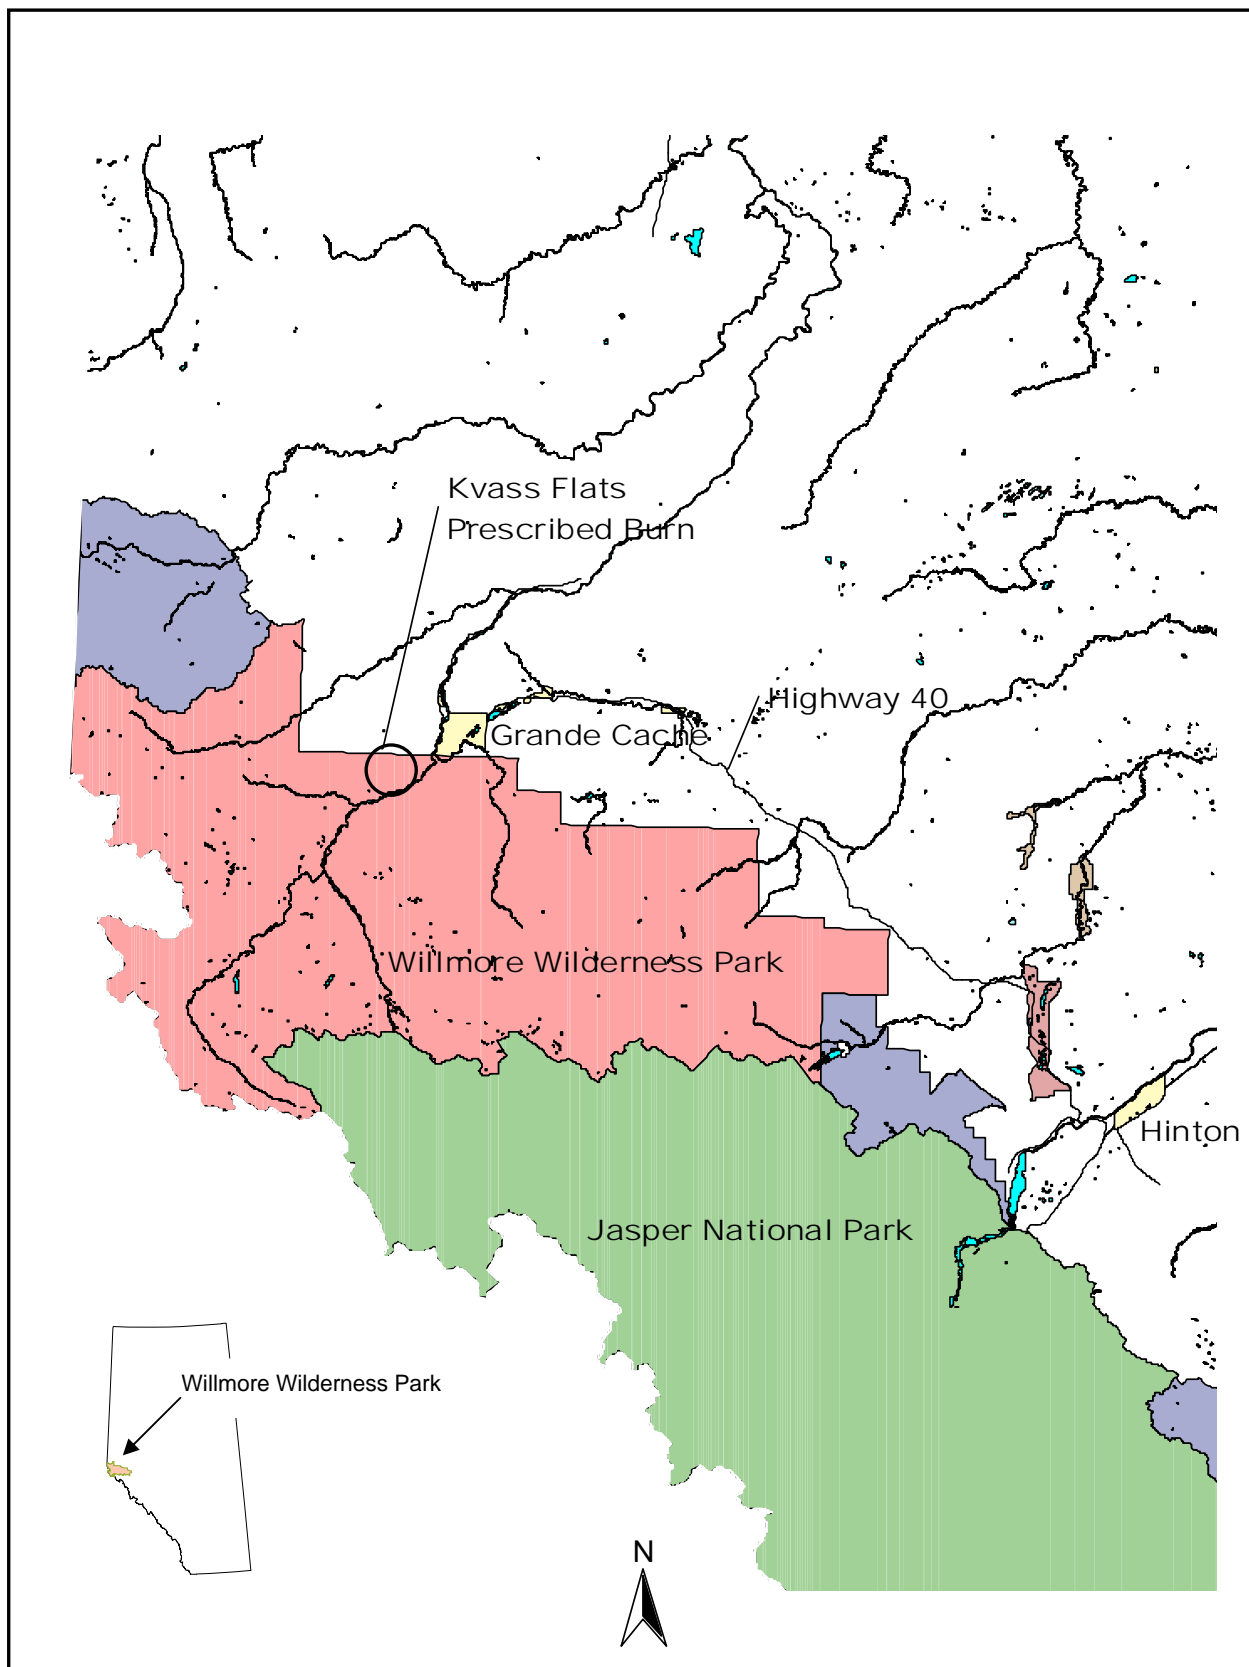 Kvass Flats
Prescribed Burn
Highway 40
Grande Cache
Willmore Wilderness Park
Hinton
Jasper National Park
Willmore Wilderness Park
N